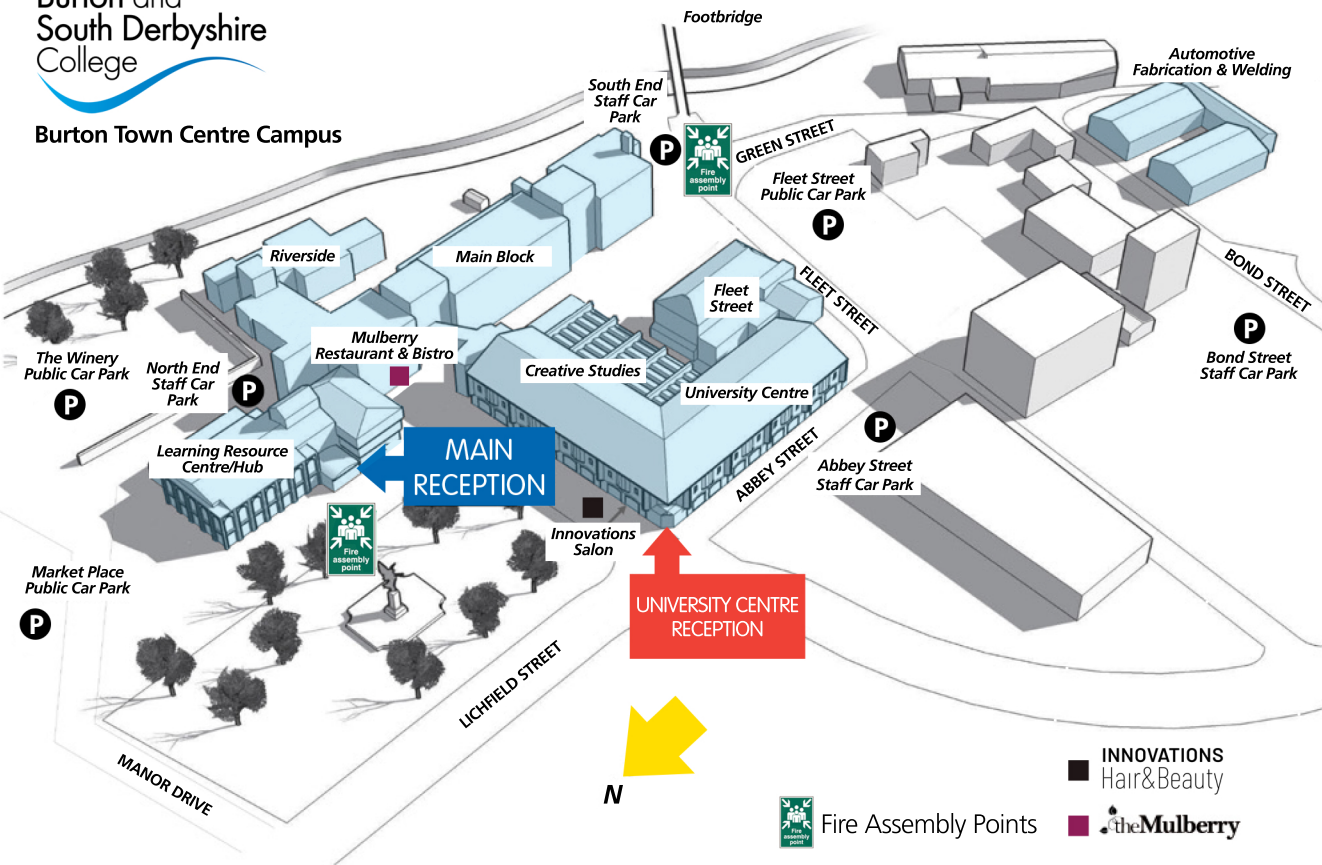 Burton and
South Derbyshire
College
Burton Town Centre Campus
Footbridge
Automotive
Fabrication & Welding
South End
Staff Car
Park
P
Fire
assembly
point
GREEN STREET
Fleet Street
Public Car Park
P
Riverside
Main Block
Fleet
Street
FLEET STREET
BOND STREET
P
Bond Street
Staff Car Park
Mulberry
Restaurant & Bistro
The Winery
Public Car Park
P
North End
Staff Car
Park
P
Creative Studies
University Centre
P
Abbey Street
Staff Car Park
ABBEY STREET
Learning Resource
Centre/Hub
MAIN
RECEPTION
Fire
assembly
point
Innovations
Salon
Market Place
Public Car Park
P
UNIVERSITY CENTRE
RECEPTION
LICHFIELD STREET
MANOR DRIVE
N
Fire
assembly
point
Fire Assembly Points
INNOVATIONS
Hair&Beauty
theMulberry